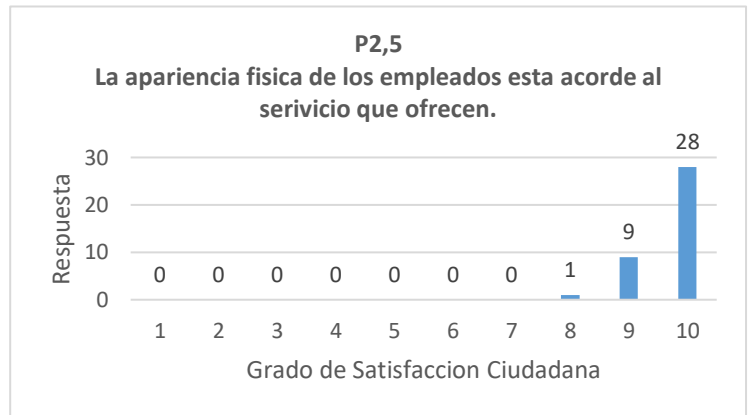 P2,5
La apariencia fisica de los empleados esta acorde al
serivicio que ofrecen.
28
30
20
9
10
1
0 0 0 0 0 0 0
0
1 2 3 4 5 6 7 8 9 10
Respuesta
Grado de Satisfaccion Ciudadana